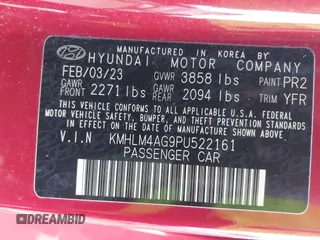 MANUFACTURED IN KOREA BY
HYUNDAI MOTOR COMPANY
FEB/03/23 GVWR 3858 lbs PAINT PR2
GAWR FRONT 2271 lbs GAWR REAR 2094 lbs TRIM YFR
THIS VEHICLE CONFORMS TO ALL APPLICABLE
U.S. FEDERAL MOTOR VEHICLE SAFETY, BUMPER,
AND THEFT PREVENTION STANDARDS IN EFFECT
ON THE DATE OF MANUFACTURE SHOWN ABOVE.
V.I.N KMHLM4AG9PU522161
PASSENGER CAR
DREAMBID